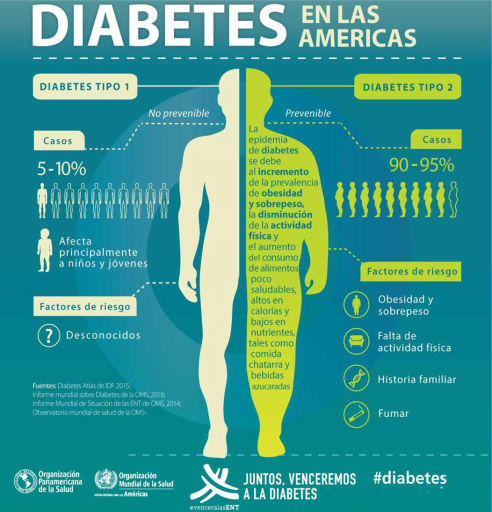 DIABETES EN LAS AMERICAS
DIABETES TIPO 1
No prevenible
Casos
5-10%
Afecta
principalmente
a niños y jóvenes
Factores de riesgo
? Desconocidos
DIABETES TIPO 2
Prevenible
Casos
90-95%
La
epidemia
de diabetes
se debe
al incremento
de la prevalencia
de obesidad
y sobrepeso,
la disminución
de la actividad
física y
el aumento
del consumo
de alimentos
poco
saludables,
altos en
calorías y
bajos en
nutrientes,
tales como
comida
chatarra y
bebidas
azucaradas
Factores de riesgo
Obesidad y
sobrepeso
Falta de
actividad física
Historia familiar
Fumar
Fuentes: Diabetes Atlas de IDF, 2015;
Informe mundial sobre Diabetes de la OMS, 2016;
Informe Mundial de Situación de las ENT de OMS, 2014;
Observatorio mundial de salud de la OMS-
Organización
Panamericana
de la Salud
Organización
Mundial de la Salud
Américas
#venceralasENT
JUNTOS, VENCEREMOS
A LA DIABETES
#diabetes